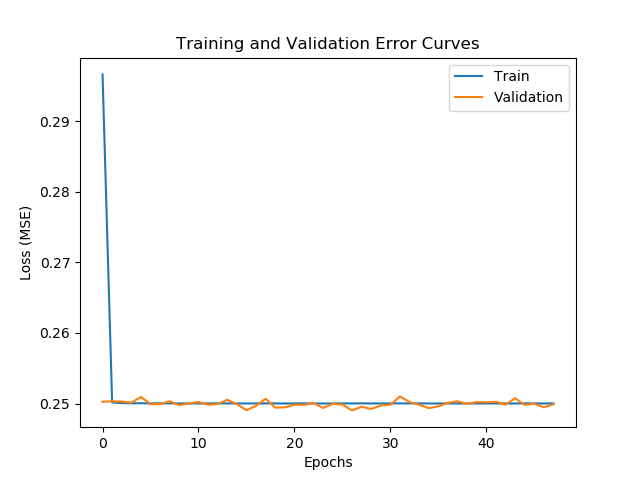 Training and Validation Error Curves
Train
Validation
0.29
0.28
0.27
0.26
0.25
Loss (MSE)
0
10
20
30
40
Epochs